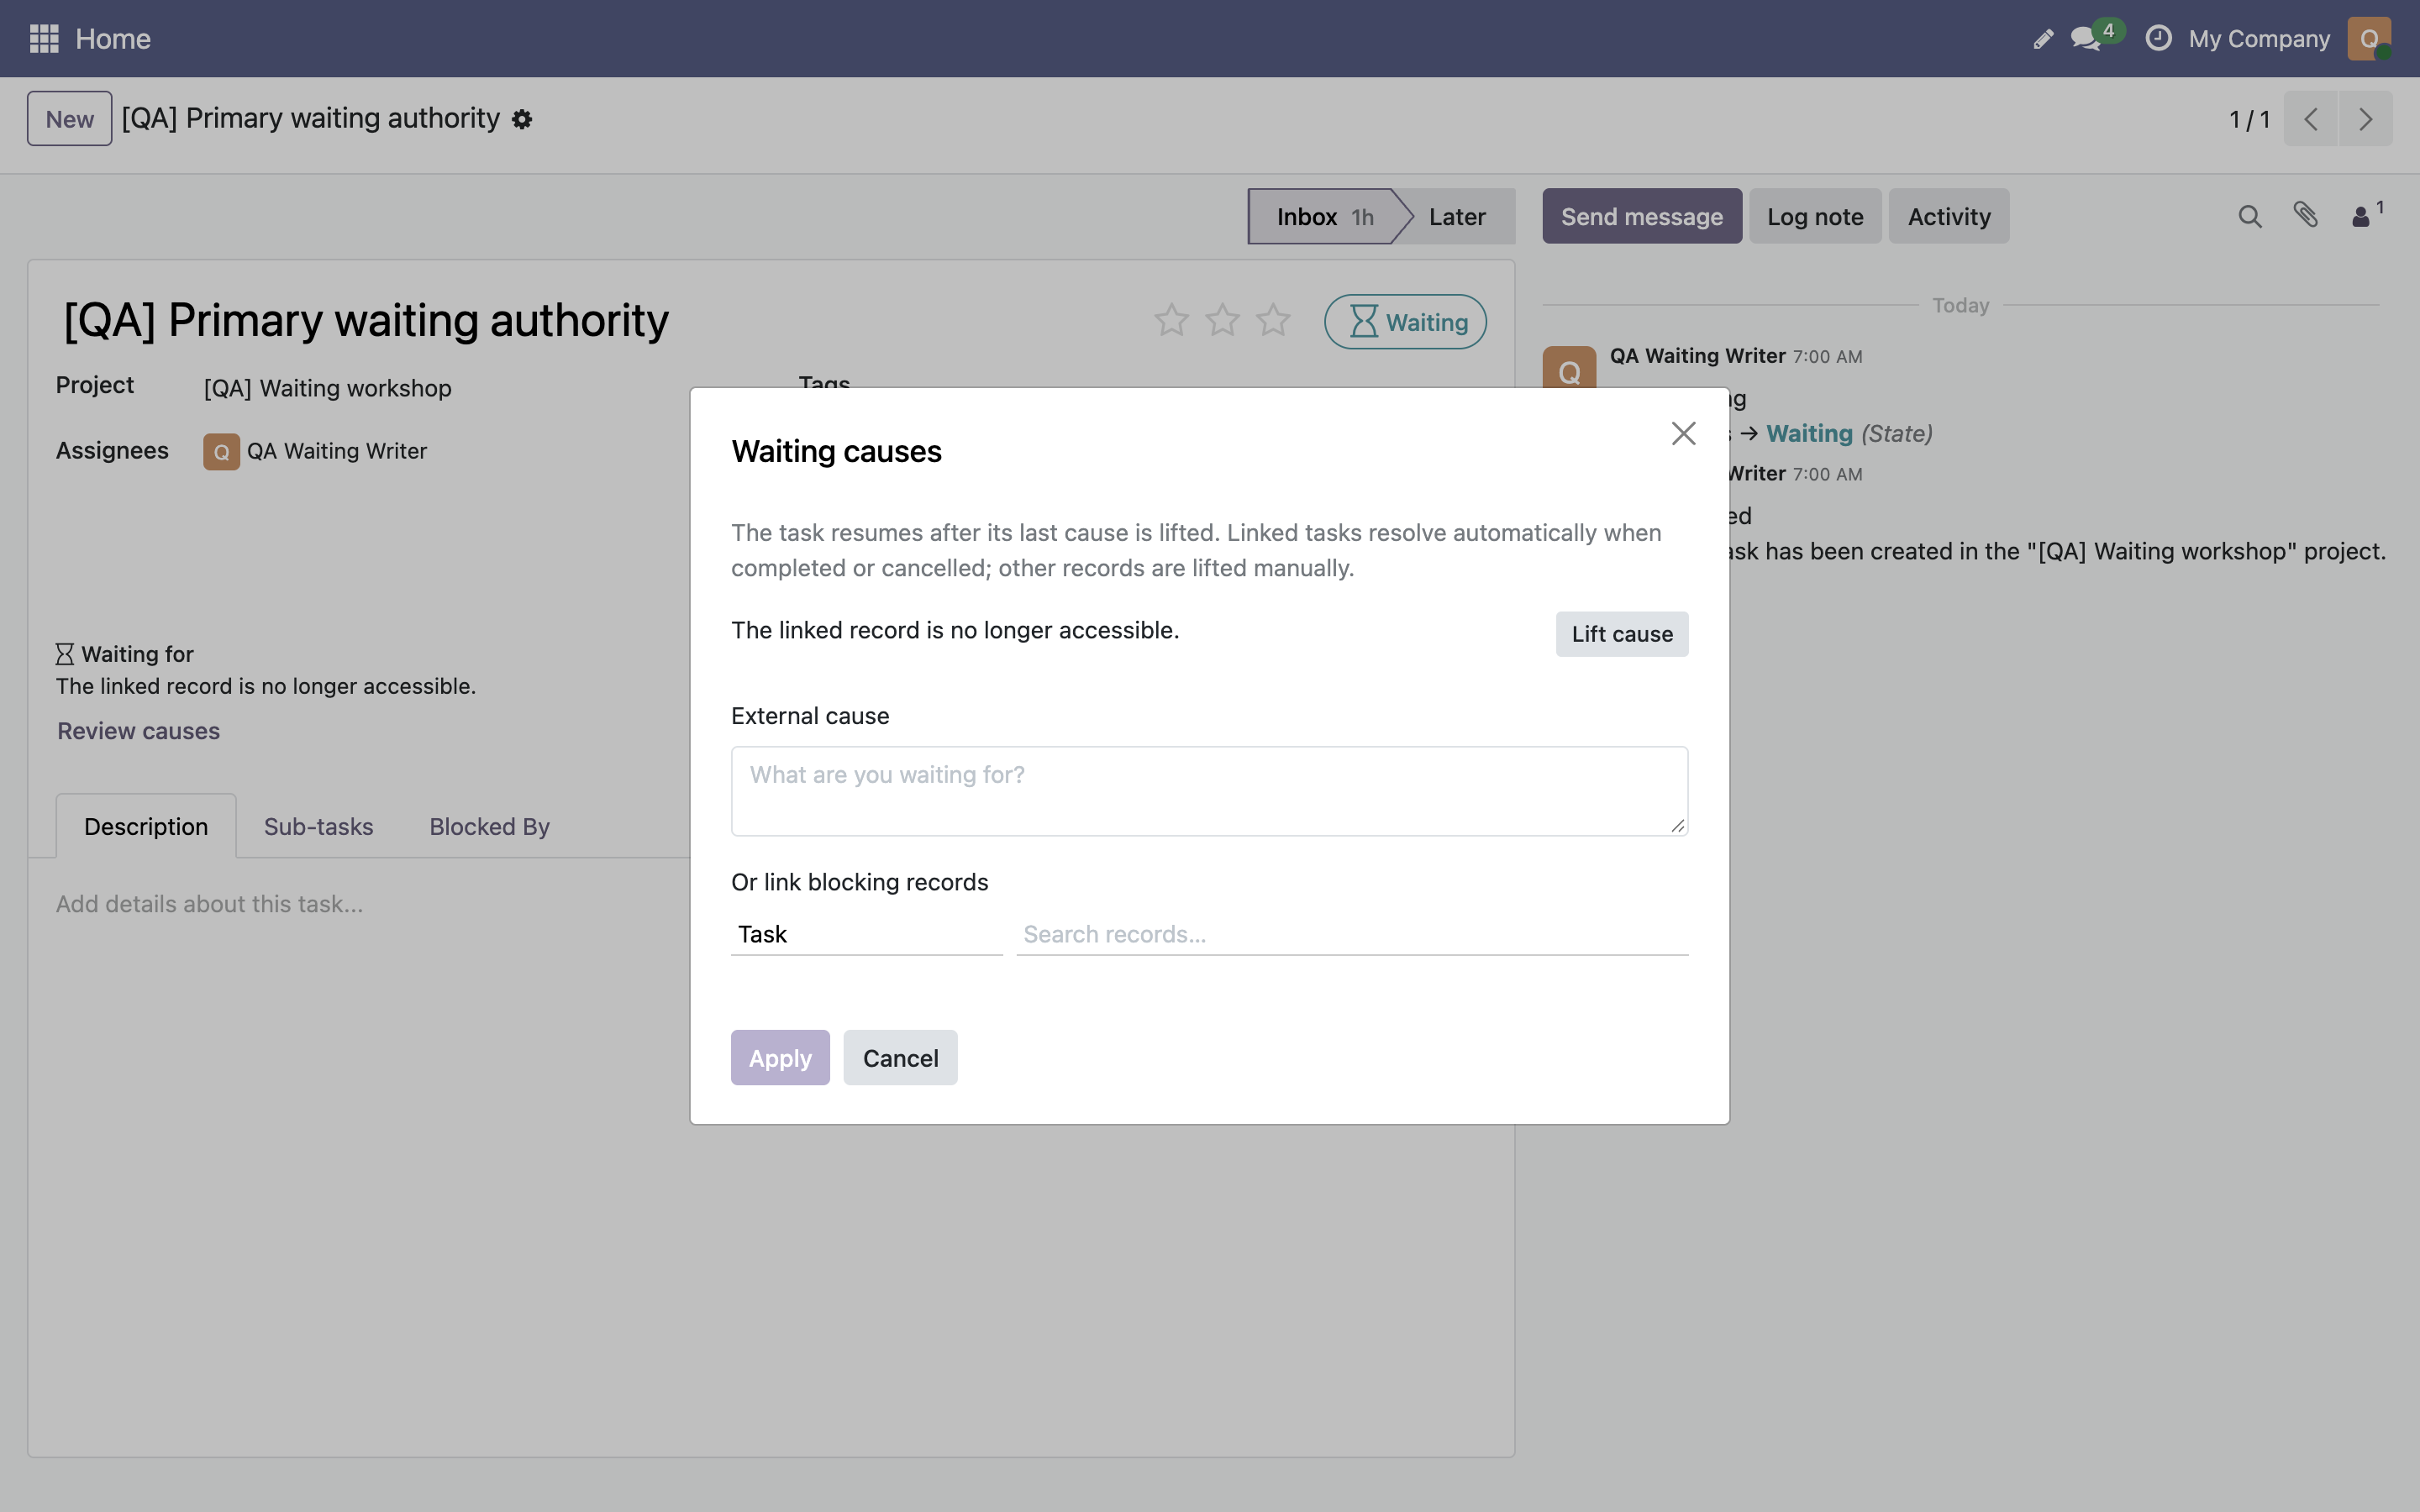 Home
4
My Company
Q
New
[QA] Primary waiting authority
1 / 1
Inbox 1h
Later
Send message
Log note
Activity
1
[QA] Primary waiting authority
Waiting
Project
[QA] Waiting workshop
Tags
Assignees
Q
QA Waiting Writer
Waiting for
The linked record is no longer accessible.
Review causes
Description
Sub-tasks
Blocked By
Add details about this task...
Today
Q
QA Waiting Writer 7:00 AM
→ Waiting (State)
Writer 7:00 AM
has been created in the "[QA] Waiting workshop" project.
Waiting causes
The task resumes after its last cause is lifted. Linked tasks resolve automatically when
completed or cancelled; other records are lifted manually.
The linked record is no longer accessible.
Lift cause
External cause
What are you waiting for?
Or link blocking records
Task
Search records...
Apply
Cancel